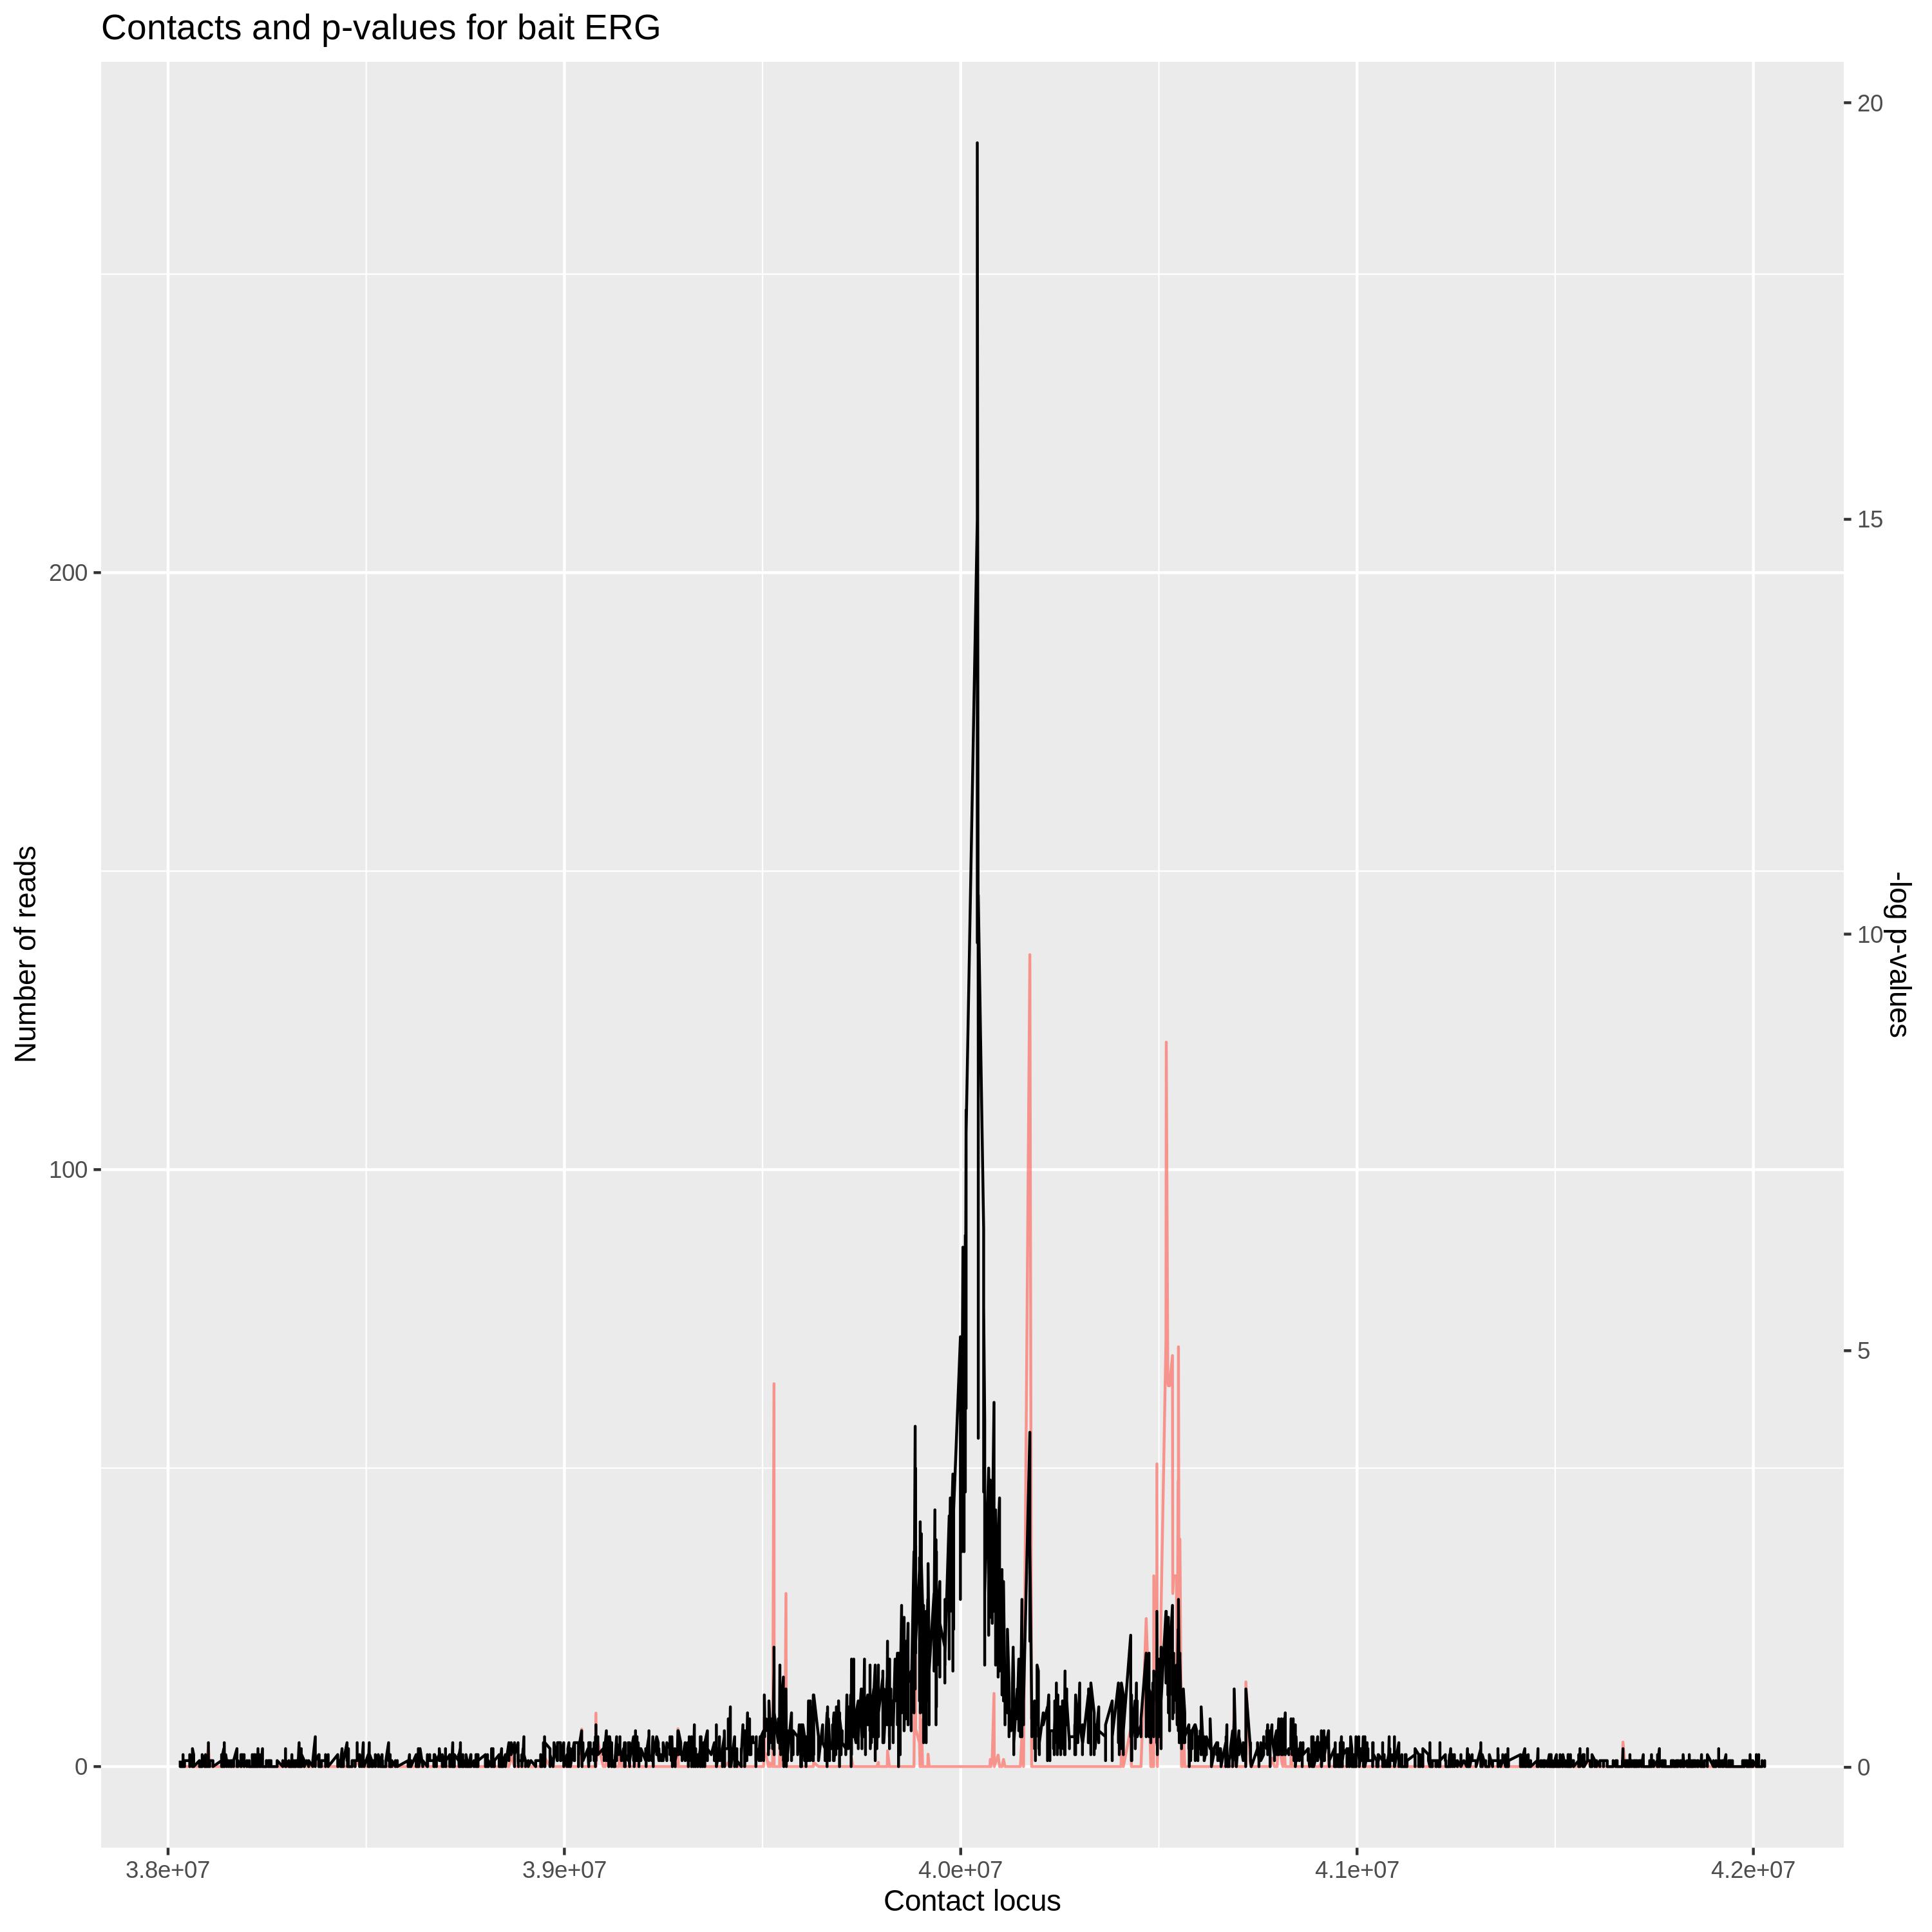 Contacts and p-values for bait ERG
Number of reads
200
100
0
20
15
10
5
0
-log p-values
3.8e+07 3.9e+07 4.0e+07 4.1e+07 4.2e+07
Contact locus